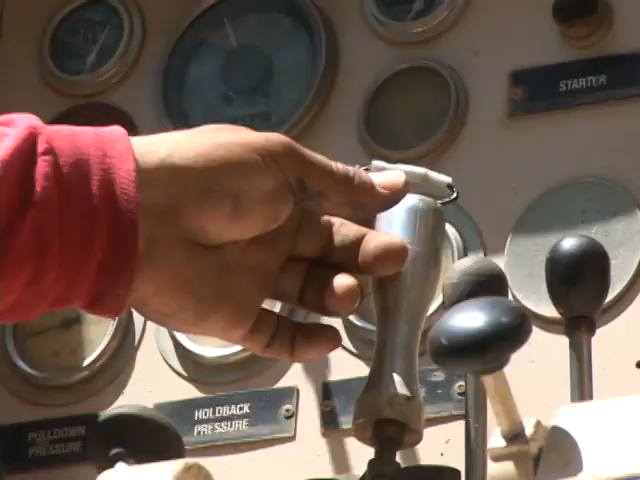 STARTER
HOLDBACK
PRESSURE
PULLDOWN
PRESSURE